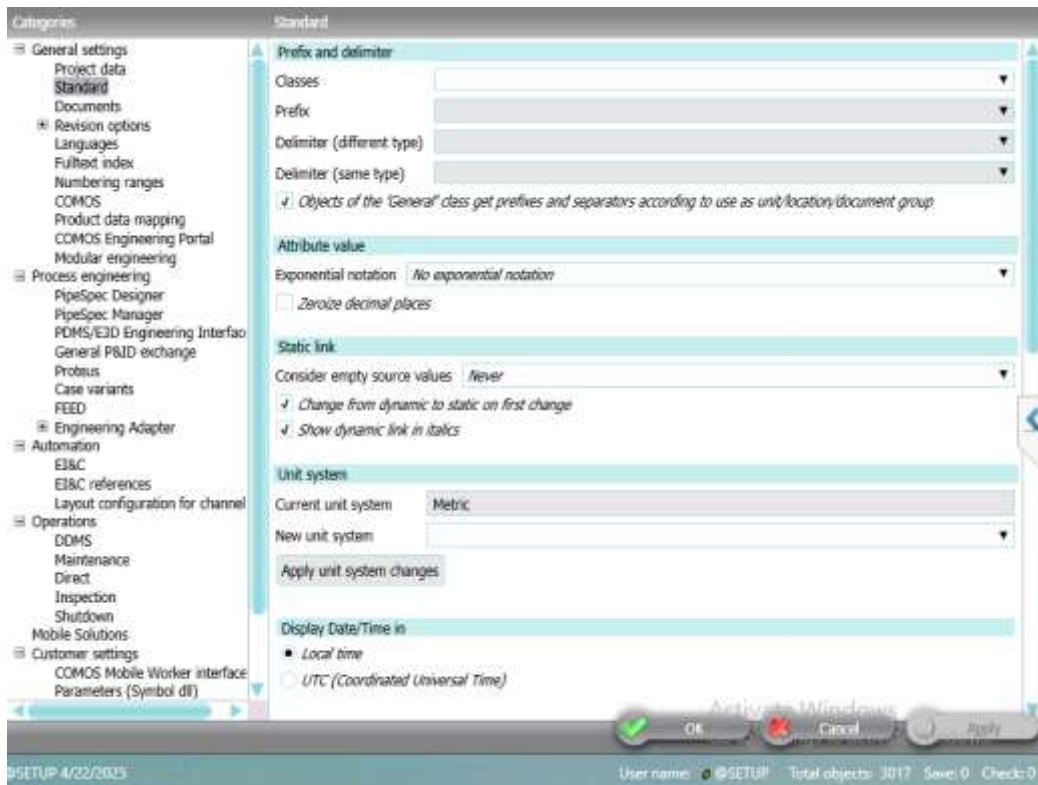 Categories
General settings
Project data
Standard
Documents
Revision options
Languages
Fulltext index
Numbering ranges
COMOS
Product data mapping
COMOS Engineering Portal
Modular engineering
Process engineering
PipeSpec Designer
PipeSpec Manager
PDMS/E3D Engineering Interfac
General P&ID exchange
Proteus
Case variants
FEED
Engineering Adapter
Automation
EI&C
EI&C references
Layout configuration for channel
Operations
DDMS
Maintenance
Direct
Inspection
Shutdown
Mobile Solutions
Customer settings
COMOS Mobile Worker interface
Parameters (Symbol dll)
Standard
Prefix and delimiter
Classes
Prefix
Delimiter (different type)
Delimiter (same type)
Objects of the 'General' class get prefixes and separators according to use as unit/location/document group
Attribute value
Exponential notation No exponential notation
Zeroize decimal places
Static link
Consider empty source values Never
Change from dynamic to static on first change
Show dynamic link in italics
Unit system
Current unit system Metric
New unit system
Apply unit system changes
Display Date/Time in
Local time
UTC (Coordinated Universal Time)
Activate Windows
OK Cancel Apply
@SETUP 4/22/2025 User name: @SETUP Total objects: 3017 Save: 0 Check: 0